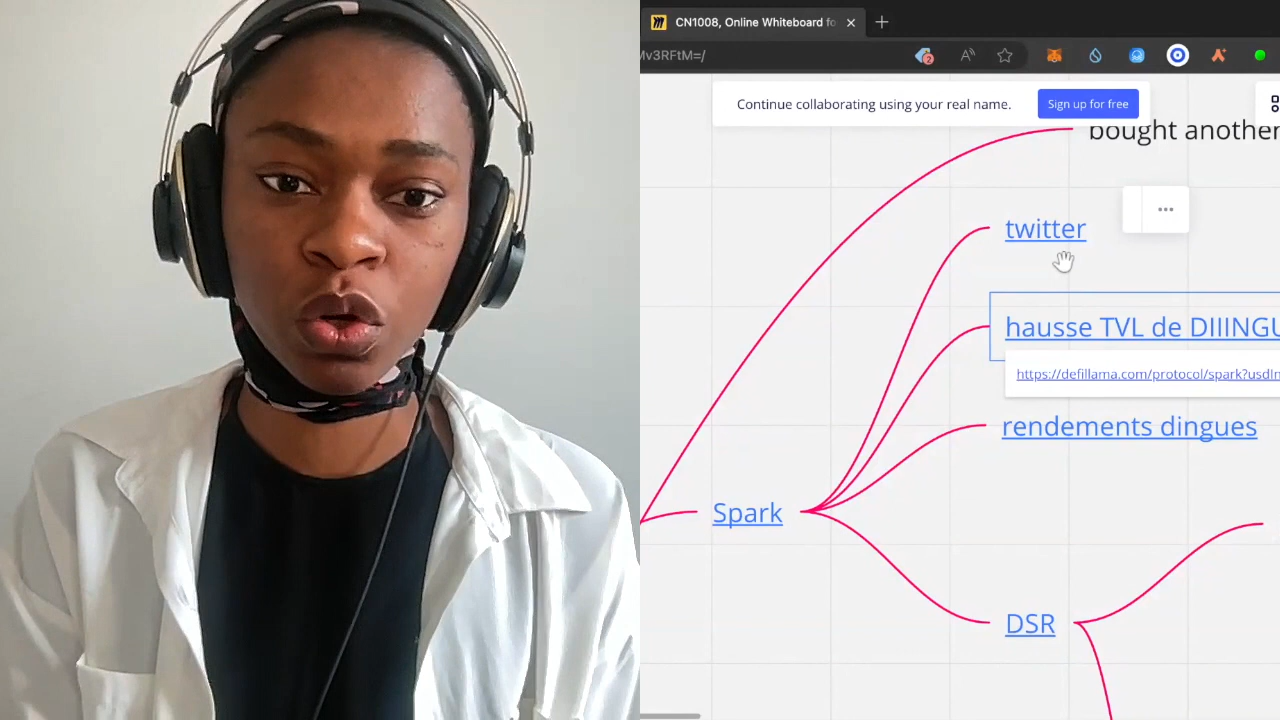 CN1008, Online Whiteboard fo
Mv3RFtM=/
2
Continue collaborating using your real name.
Sign up for free
bought another
twitter
hausse TVL de DIIINGU
https://defillama.com/protocol/spark?usdIn
rendements dingues
Spark
DSR